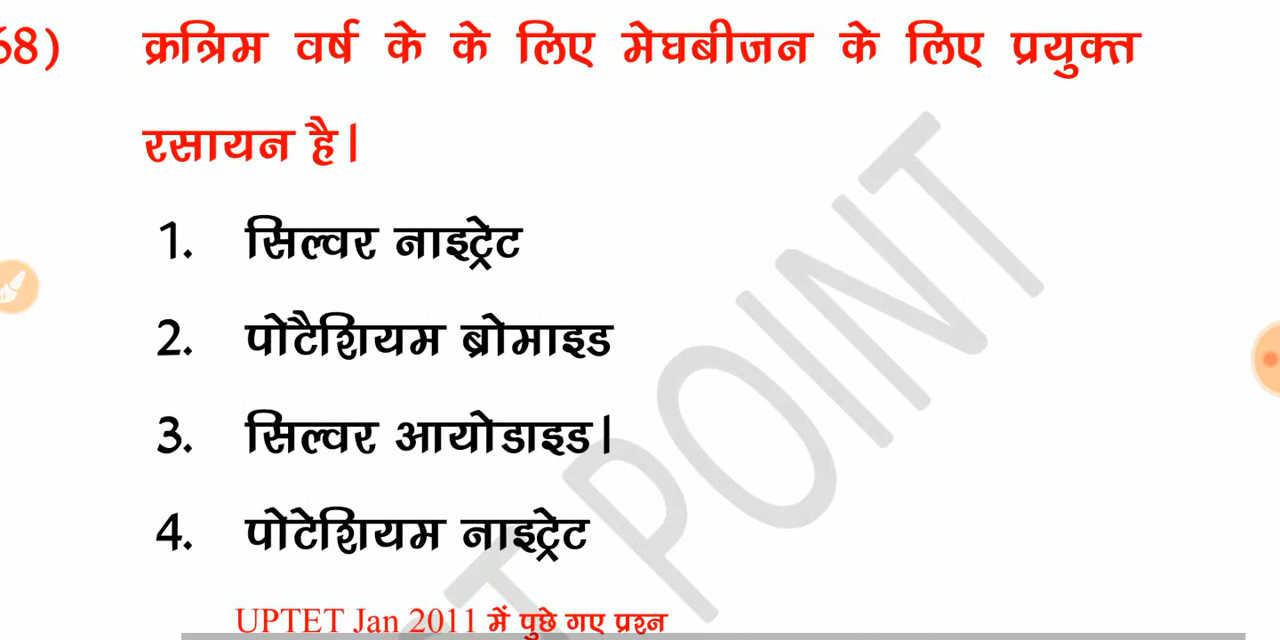 68) क्रत्रिम वर्ष के के लिए मेघबीजन के लिए प्रयुक्त
रसायन है।
1. सिल्वर नाइट्रेट
2. पोटैशियम ब्रोमाइड
3. सिल्वर आयोडाइड।
4. पोटेशियम नाइट्रेट
T POINT
UPTET Jan 2011 में पुछे गए प्रश्न